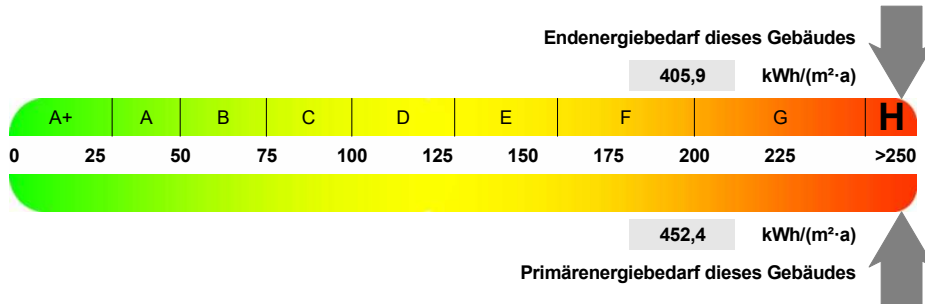 Endenergiebedarf dieses Gebäudes
405,9 kWh/(m²·a)
A+ A B C D E F G H
0 25 50 75 100 125 150 175 200 225 >250
452,4 kWh/(m²·a)
Primärenergiebedarf dieses Gebäudes